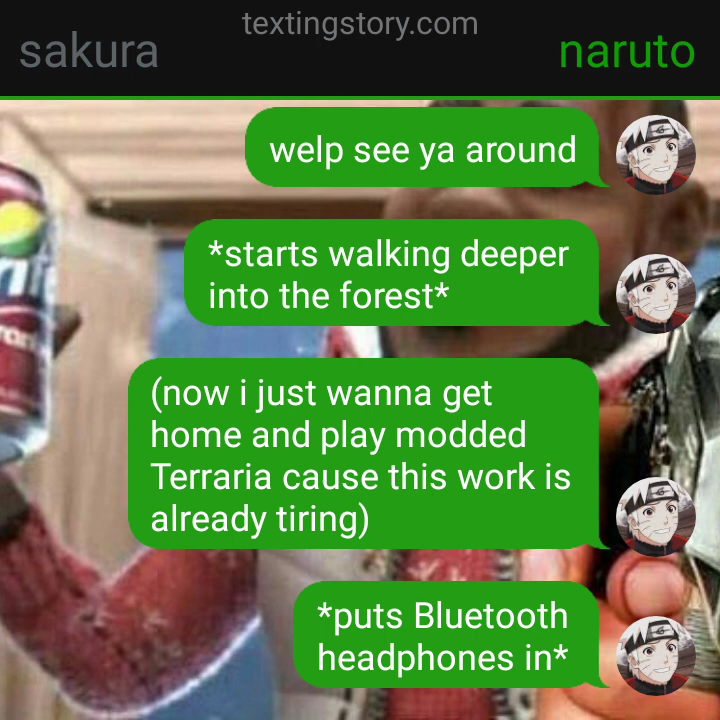 textingstory.com
sakura
naruto
welp see ya around
*starts walking deeper
into the forest*
(now i just wanna get
home and play modded
Terraria cause this work is
already tiring)
*puts Bluetooth
headphones in*